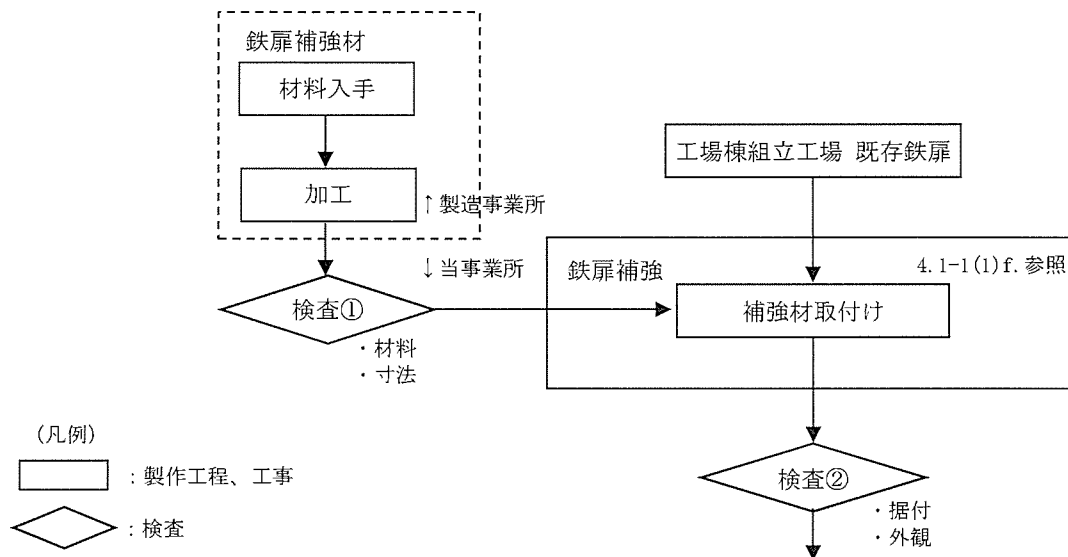 鉄扉補強材
材料入手
加工
↑製造事業所
↓当事業所
検査①
・材料
・寸法
工場棟組立工場 既存鉄扉
鉄扉補強
4.1-1(1)f.参照
補強材取付け
検査②
・据付
・外観
(凡例)
：製作工程、工事
：検査